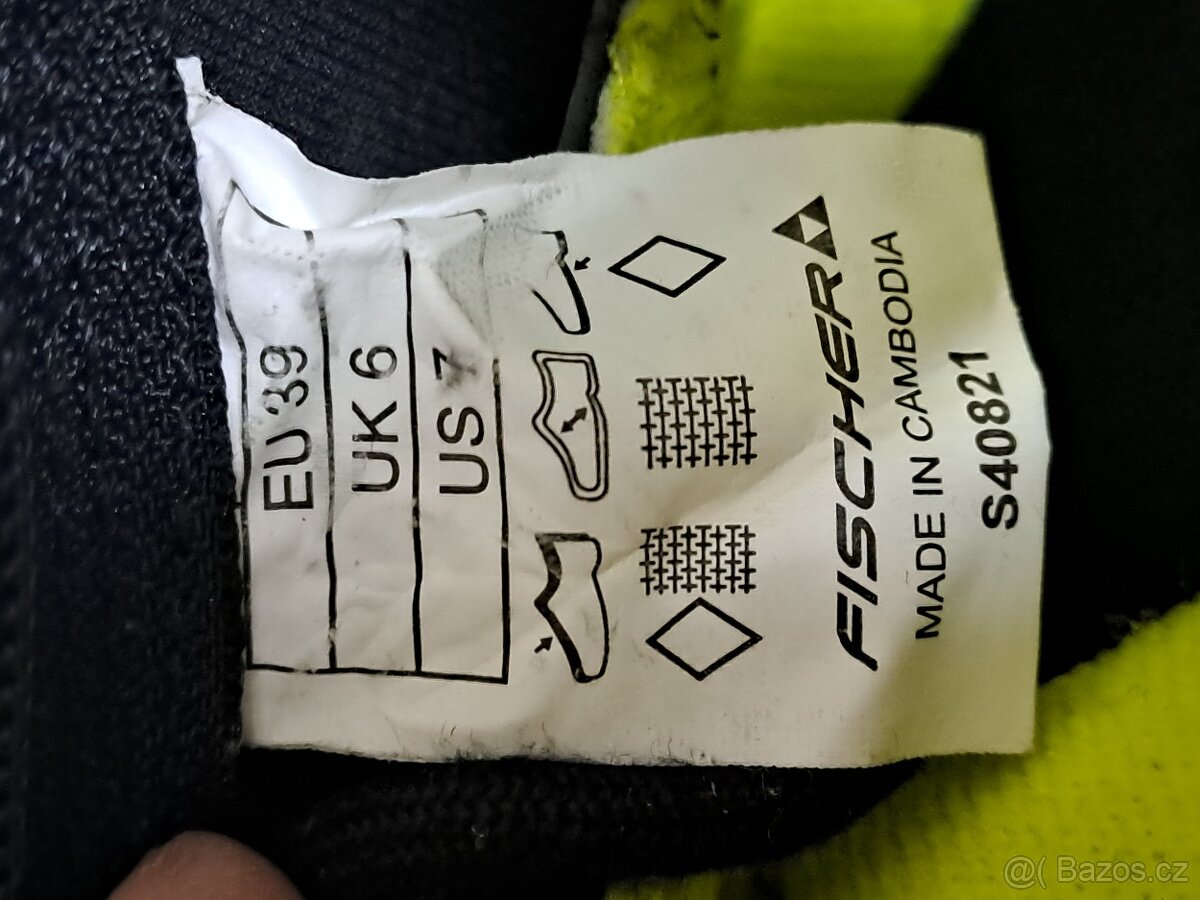 EU 39
UK 6
US 7
FISCHER
MADE IN CAMBODIA
S40821
@( Bazos.cz